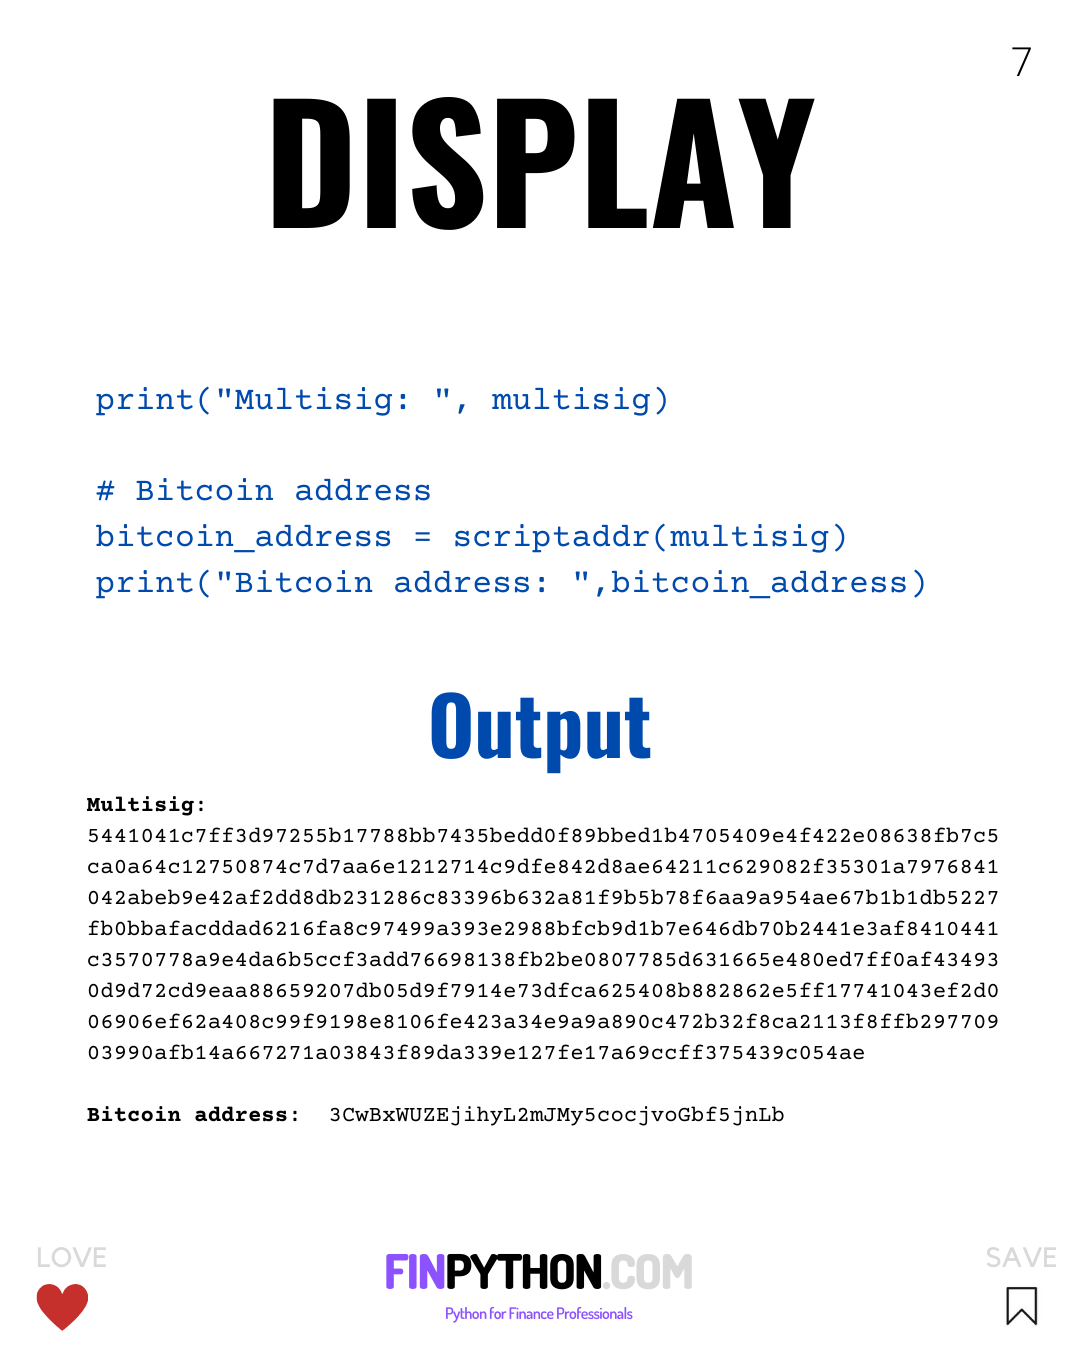 7
DISPLAY
print("Multisig: ", multisig)
# Bitcoin address
bitcoin_address = scriptaddr(multisig)
print("Bitcoin address: ",bitcoin_address)
Output
Multisig:
5441041c7ff3d97255b17788bb7435bedd0f89bbed1b4705409e4f422e08638fb7c5
ca0a64c12750874c7d7aa6e1212714c9dfe842d8ae64211c629082f35301a7976841
042abeb9e42af2dd8db231286c83396b632a81f9b5b78f6aa9a954ae67b1b1db5227
fb0bbafacddad6216fa8c97499a393e2988bfcb9d1b7e646db70b2441e3af8410441
c3570778a9e4da6b5ccf3add76698138fb2be0807785d631665e480ed7ff0af43493
0d9d72cd9eaa88659207db05d9f7914e73dfca625408b882862e5ff17741043ef2d0
06906ef62a408c99f9198e8106fe423a34e9a9a890c472b32f8ca2113f8ffb297709
03990afb14a667271a03843f89da339e127fe17a69ccff375439c054ae
Bitcoin address: 3CwBxWUZEjihyL2mJMy5cocjvoGbf5jnLb
LOVE
FINPYTHON.COM
SAVE
Python for Finance Professionals